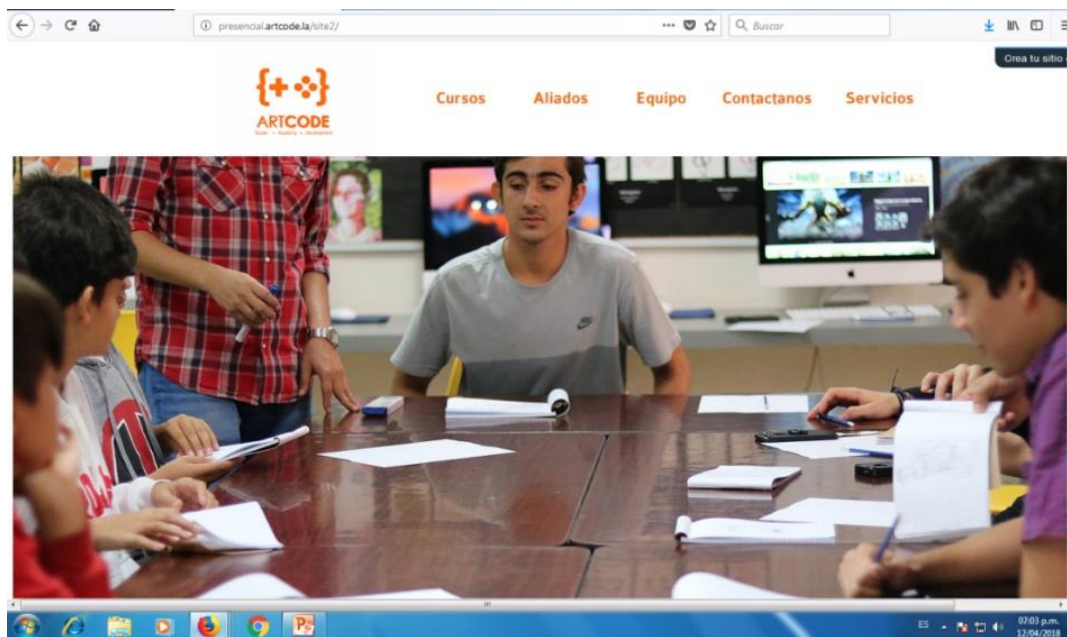 presencial.artcode.la/site2/
Buscar
Crea tu sitio
{+ }
ARTCODE
Cursos
Aliados
Equipo
Contactanos
Servicios
ES
07:03 p.m.
12/04/2018